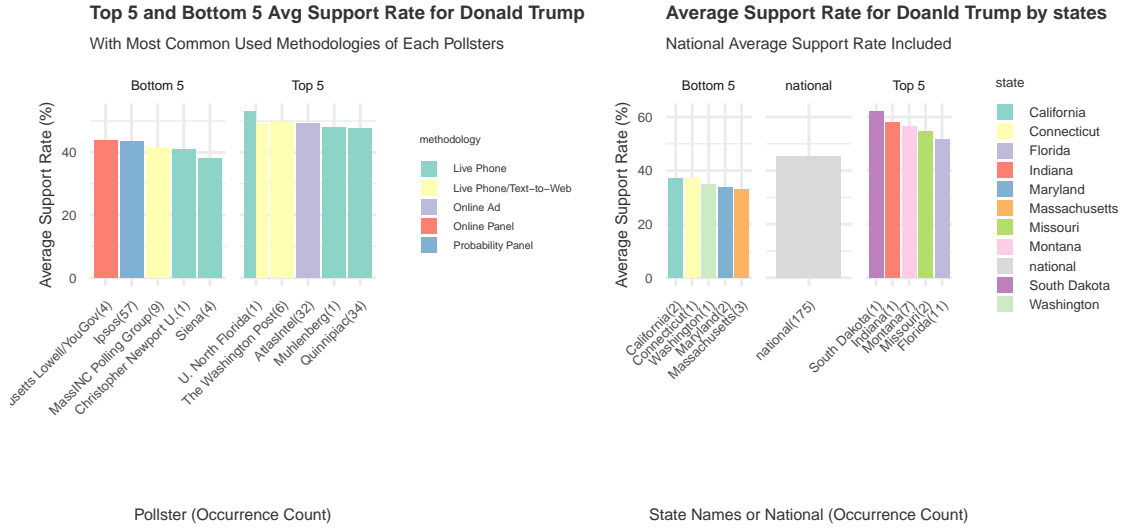 Top 5 and Bottom 5 Avg Support Rate for Donald Trump
With Most Common Used Methodologies of Each Pollsters
Bottom 5
Top 5
Average Support Rate (%)
40
20
0
usetts Lowell/YouGov(4)
Ipsos(57)
MassINC Polling Group(9)
Christopher Newport U.(1)
Siena(4)
U. North Florida(1)
The Washington Post(6)
AtlasIntel(32)
Muhlenberg(1)
Quinnipiac(34)
Pollster (Occurrence Count)
methodology
Live Phone
Live Phone/Text-to-Web
Online Ad
Online Panel
Probability Panel
Average Support Rate for Doanld Trump by states
National Average Support Rate Included
Bottom 5
national
Top 5
Average Support Rate (%)
60
40
20
0
California(2)
Connecticut(1)
Washington(1)
Maryland(2)
Massachusetts(3)
national(175)
South Dakota(1)
Indiana(1)
Montana(7)
Missouri(2)
Florida(11)
State Names or National (Occurrence Count)
state
California
Connecticut
Florida
Indiana
Maryland
Massachusetts
Missouri
Montana
national
South Dakota
Washington